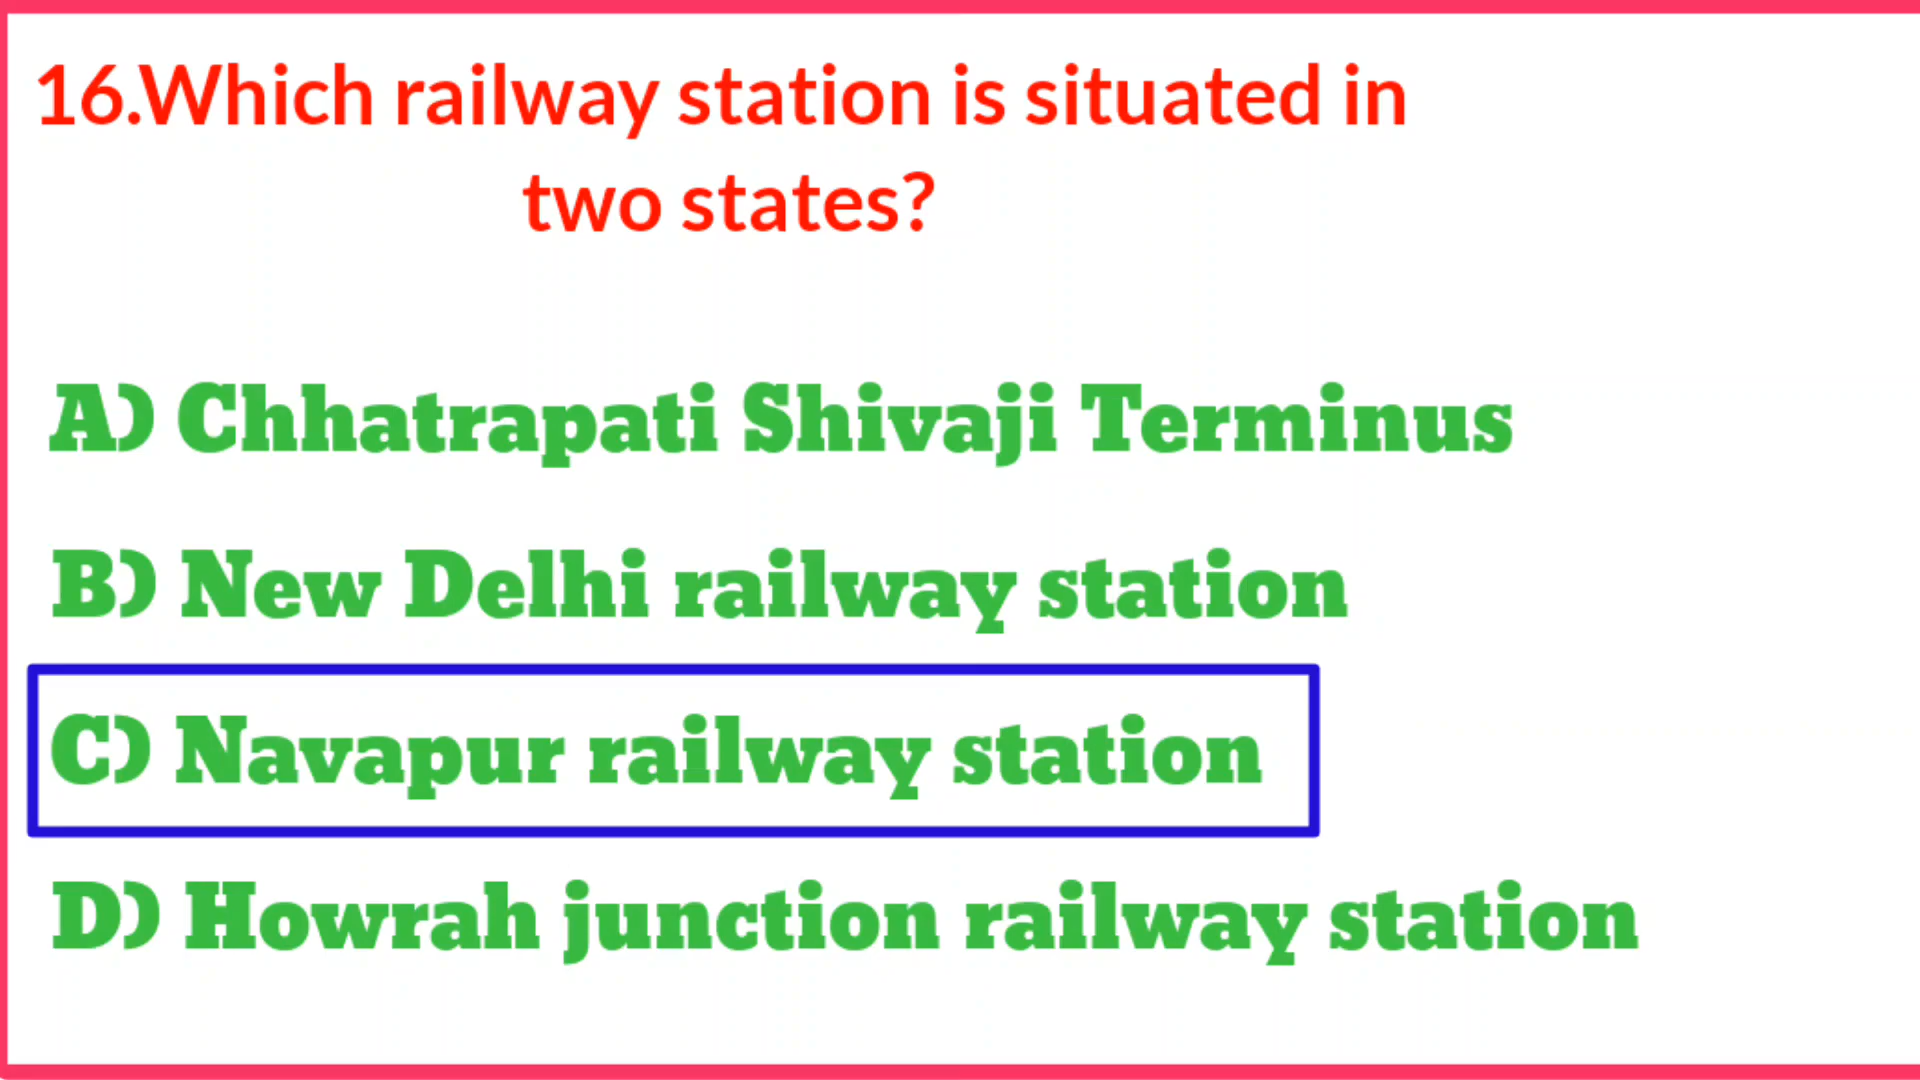 16.Which railway station is situated in
two states?
A) Chhatrapati Shivaji Terminus
B) New Delhi railway station
C) Navapur railway station
D) Howrah junction railway station